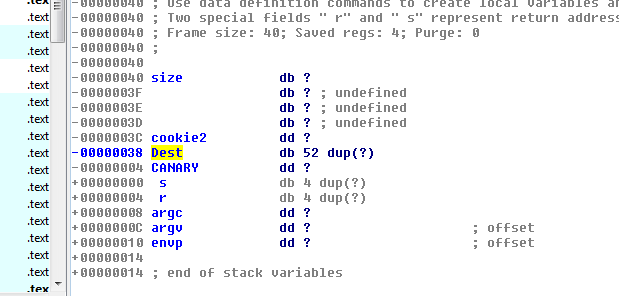 .text
-00000040 ; Use data definition commands to create local variables an
.text
-00000040 ; Two special fields " r" and " s" represent return address
.text
-00000040 ; Frame size: 40; Saved regs: 4; Purge: 0
.text
-00000040 ;
.text
-00000040
.text
-00000040 size db ?
.text
-0000003F db ? ; undefined
.text
-0000003E db ? ; undefined
.text
-0000003D db ? ; undefined
.text
-0000003C cookie2 dd ?
.text
-00000038 Dest db 52 dup(?)
.text
-00000004 CANARY dd ?
.text
+00000000 s db 4 dup(?)
.text
+00000004 r db 4 dup(?)
.text
+00000008 argc dd ?
.text
+0000000C argv dd ? ; offset
.text
+00000010 envp dd ? ; offset
.text
+00000014
.text
+00000014 ; end of stack variables
.text